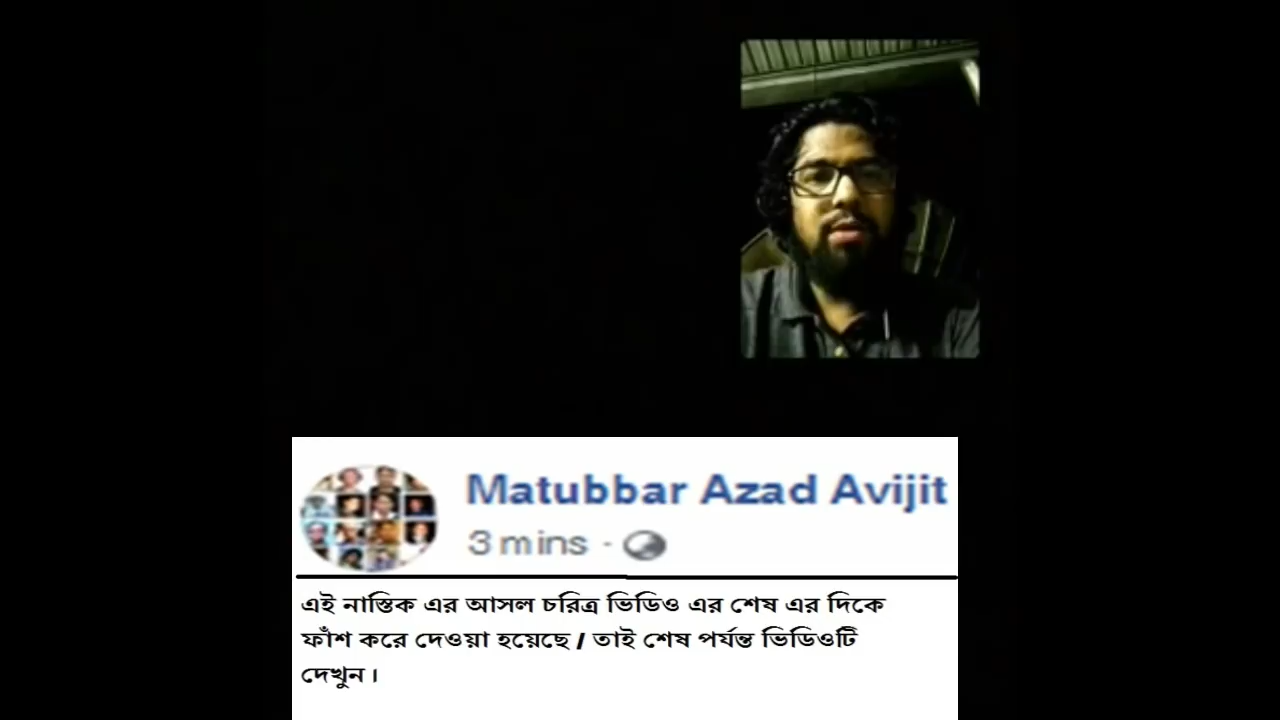 Matubbar Azad Avijit
3 mins ·
এই নাস্তিক এর আসল চরিত্র ভিডিও এর শেষ এর দিকে
ফাঁশ করে দেওয়া হয়েছে / তাই শেষ পর্যন্ত ভিডিওটি
দেখুন।